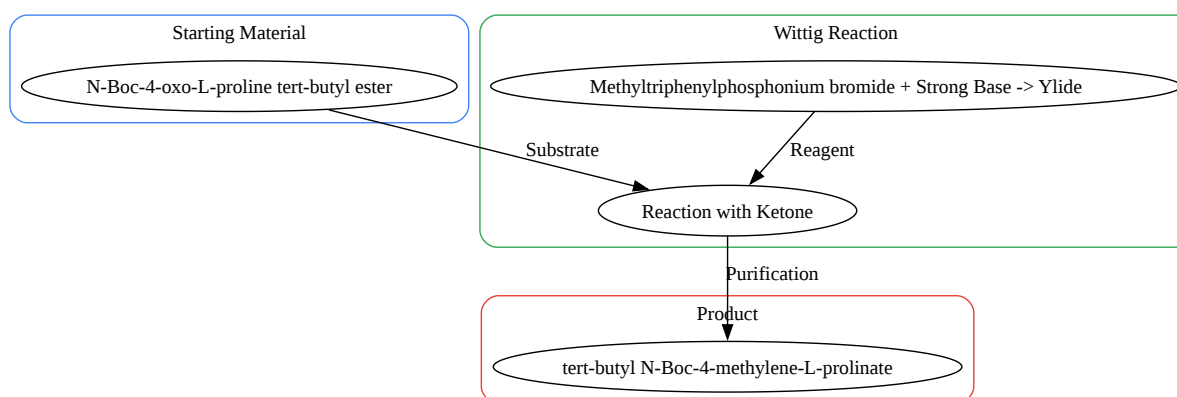 Starting Material
Wittig Reaction
N-Boc-4-oxo-L-proline tert-butyl ester
Methyltriphenylphosphonium bromide + Strong Base -> Ylide
Substrate
Reagent
Reaction with Ketone
Purification
Product
tert-butyl N-Boc-4-methylene-L-prolinate